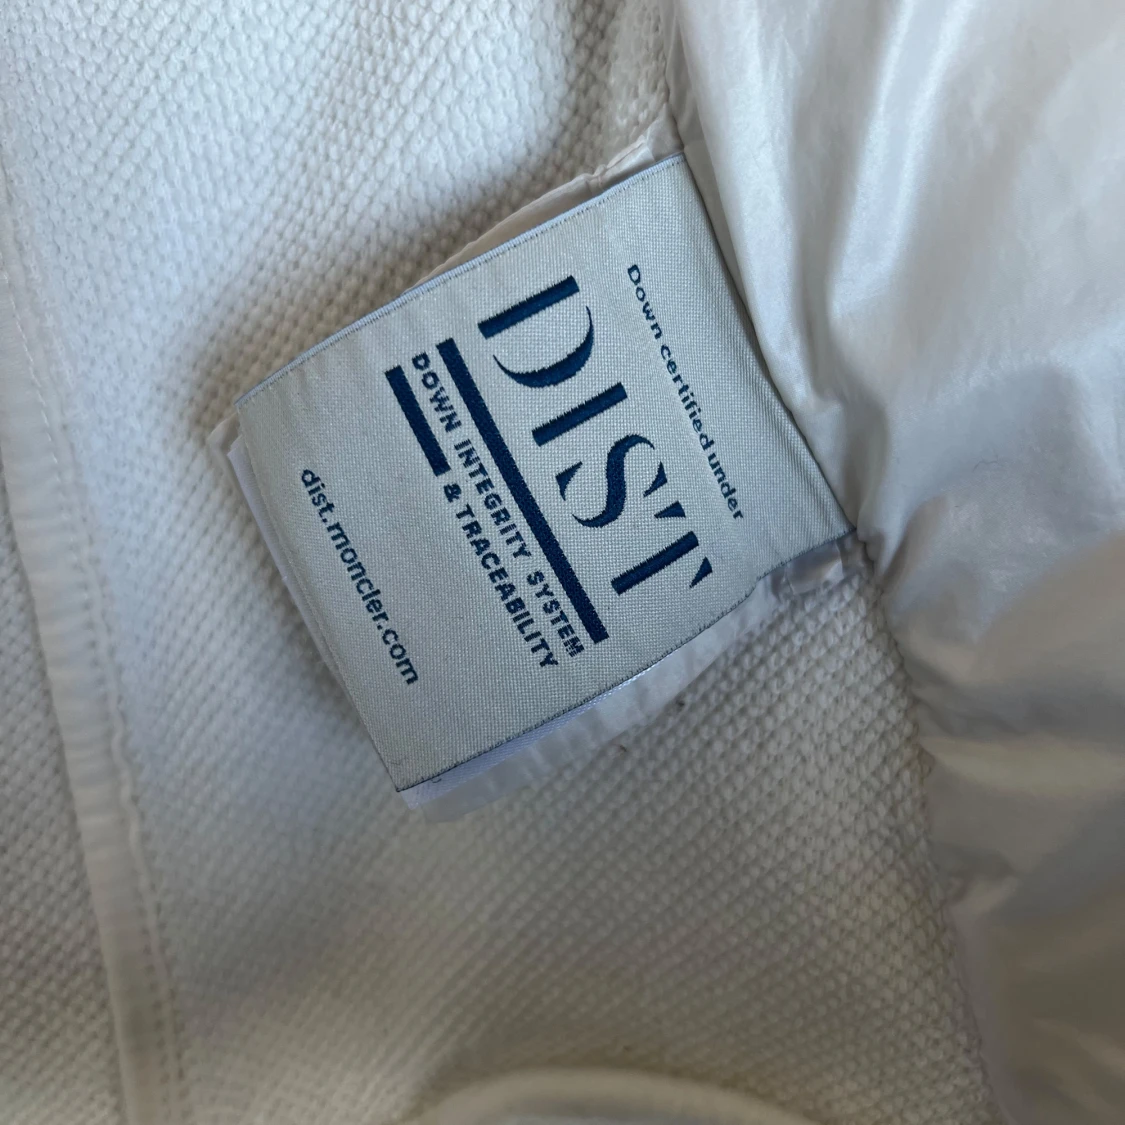 Down certified under
DIST
DOWN INTEGRITY SYSTEM
& TRACEABILITY
dist.moncler.com